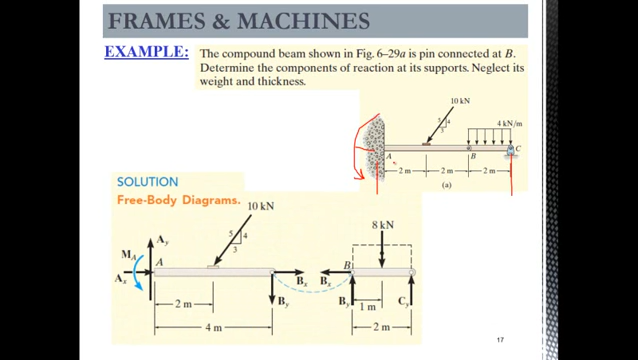 FRAMES & MACHINES
EXAMPLE: The compound beam shown in Fig. 6–29a is pin connected at B.
Determine the components of reaction at its supports. Neglect its
weight and thickness.
10 kN
5
4
3
4 kN/m
A
B
C
2 m
2 m
2 m
(a)
SOLUTION
Free-Body Diagrams.
10 kN
5
4
3
A_y
M_A
A
A_x
B_x
B_y
2 m
4 m
8 kN
B
B_x
B_y
1 m
C_y
2 m
17